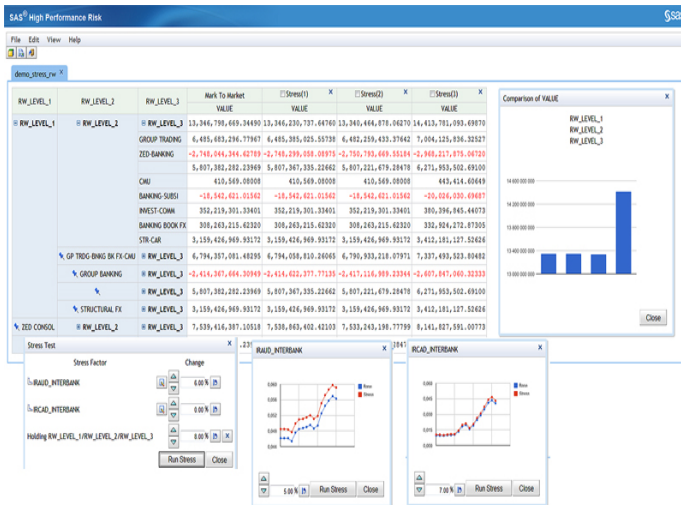 SAS® High Performance Risk
sas
File Edit View Help
demo_stress_rw x
RW_LEVEL_1 RW_LEVEL_2 RW_LEVEL_3 Mark To Market Stress(1) x Stress(2) x Stress(3) x
VALUE VALUE VALUE VALUE
RW_LEVEL_1 RW_LEVEL_2 RW_LEVEL_3 13,346,798,669.34490 13,346,230,737.64760 13,340,464,878.06270 14,413,781,093.69870
GROUP TRADING 6,485,683,296.77967 6,485,385,025.55738 6,482,259,433.37642 7,004,125,836.32527
ZED-BANKING -2,748,044,344.62789 -2,748,299,058.08975 -2,750,793,669.55184 -2,968,217,875.06720
5,807,382,282.23969 5,807,367,335.22662 5,807,221,679.28478 6,271,953,502.69100
CMU 410,569.08008 410,569.08008 410,569.08008 443,414.60649
BANKING-SUBSI -18,542,621.01562 -18,542,621.01562 -18,542,621.01562 -20,026,030.69687
INVEST-COMM 352,219,301.33401 352,219,301.33401 352,219,301.33401 380,396,845.44073
BANKING BOOK FX 308,263,215.62320 308,263,215.62320 308,263,215.62320 332,924,272.87305
STR-CAR 3,159,426,969.93172 3,159,426,969.93172 3,159,426,969.93172 3,412,181,127.52626
GP TRDG-BNKG BK FX-CMU RW_LEVEL_3 6,794,357,081.48295 6,794,058,810.26065 6,790,933,218.07971 7,337,493,523.80482
GROUP BANKING RW_LEVEL_3 -2,414,367,664.30949 -2,414,622,377.77135 -2,417,116,989.23344 -2,607,847,060.32333
RW_LEVEL_3 5,807,382,282.23969 5,807,367,335.22662 5,807,221,679.28478 6,271,953,502.69100
STRUCTURAL FX RW_LEVEL_3 3,159,426,969.93172 3,159,426,969.93172 3,159,426,969.93172 3,412,181,127.52626
ZED CONSOL RW_LEVEL_2 RW_LEVEL_3 7,539,416,387.10518 7,538,863,402.42103 7,533,243,198.77799 8,141,827,591.00773
Comparison of VALUE x
RW_LEVEL_1
RW_LEVEL_2
RW_LEVEL_3
14 600 000 000
14 200 000 000
13 800 000 000
13 400 000 000
13 000 000 000
Close
Stress Test x
Stress Factor Change
IRAUD_INTERBANK 6.00 %
IRCAD_INTERBANK 0.00 %
Holding RW_LEVEL_1/RW_LEVEL_2/RW_LEVEL_3 8.00 % x
Run Stress Close
IRAUD_INTERBANK x
Base
Stress
5.00 % Run Stress Close
IRCAD_INTERBANK x
Base
Stress
7.00 % Run Stress Close